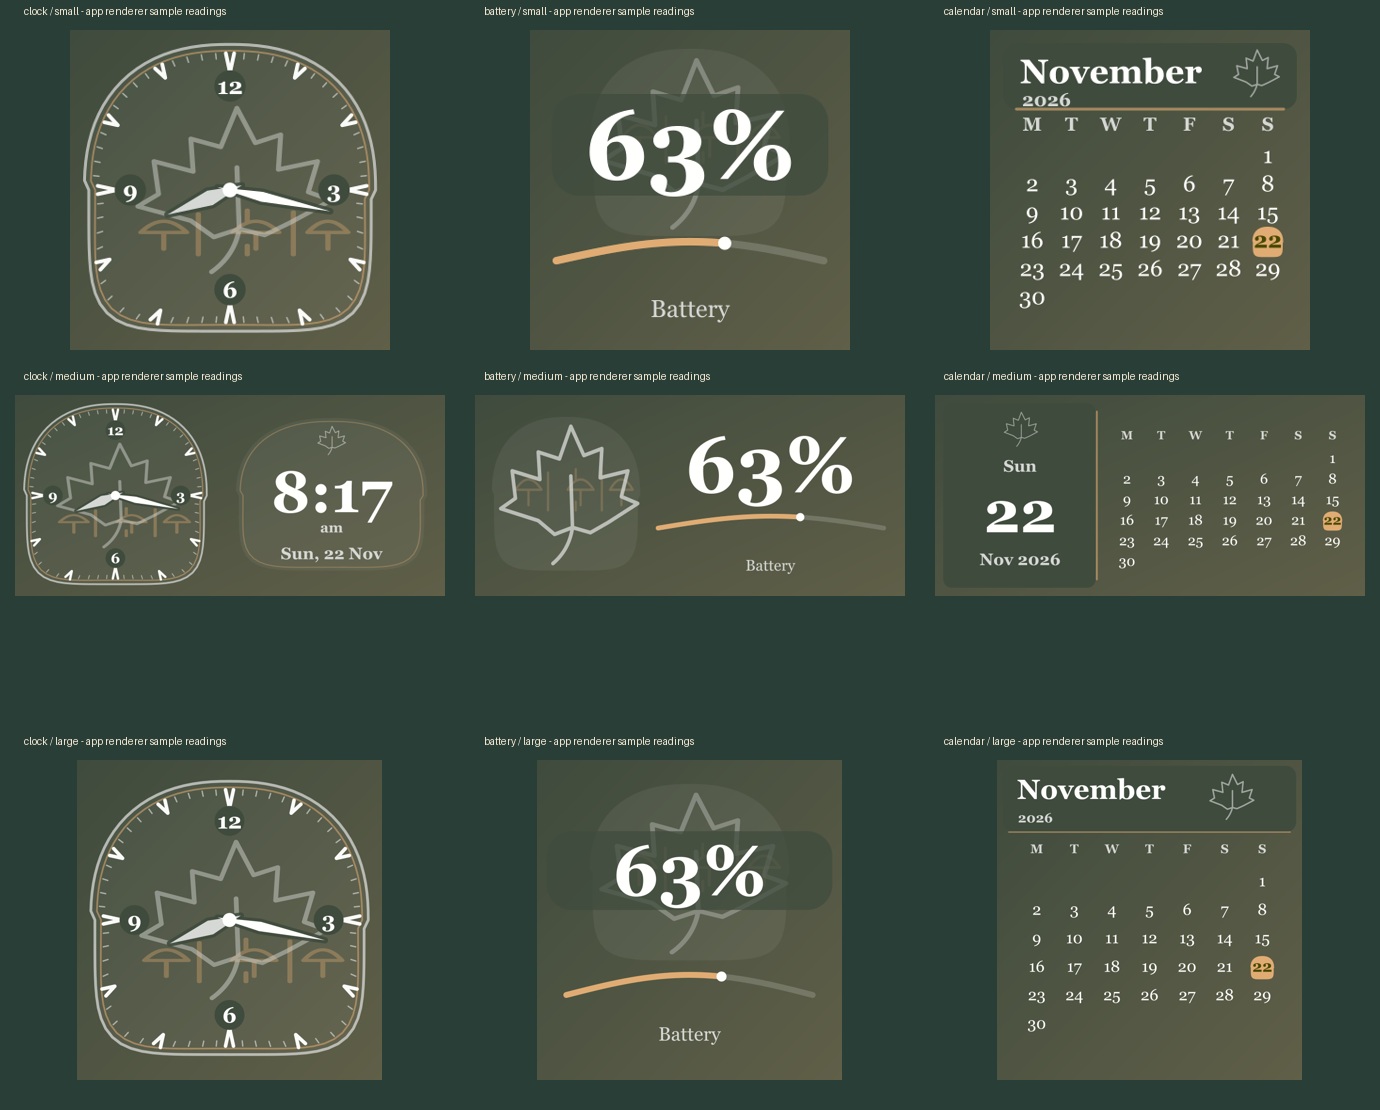 clock / small - app renderer sample readings
12
9
3
6
battery / small - app renderer sample readings
63%
Battery
calendar / small - app renderer sample readings
November
2026
M T W T F S S
1
2 3 4 5 6 7 8
9 10 11 12 13 14 15
16 17 18 19 20 21 22
23 24 25 26 27 28 29
30
clock / medium - app renderer sample readings
12
9
3
6
8:17
am
Sun, 22 Nov
battery / medium - app renderer sample readings
63%
Battery
calendar / medium - app renderer sample readings
Sun
22
Nov 2026
M T W T F S S
1
2 3 4 5 6 7 8
9 10 11 12 13 14 15
16 17 18 19 20 21 22
23 24 25 26 27 28 29
30
clock / large - app renderer sample readings
12
9
3
6
battery / large - app renderer sample readings
63%
Battery
calendar / large - app renderer sample readings
November
2026
M T W T F S S
1
2 3 4 5 6 7 8
9 10 11 12 13 14 15
16 17 18 19 20 21 22
23 24 25 26 27 28 29
30